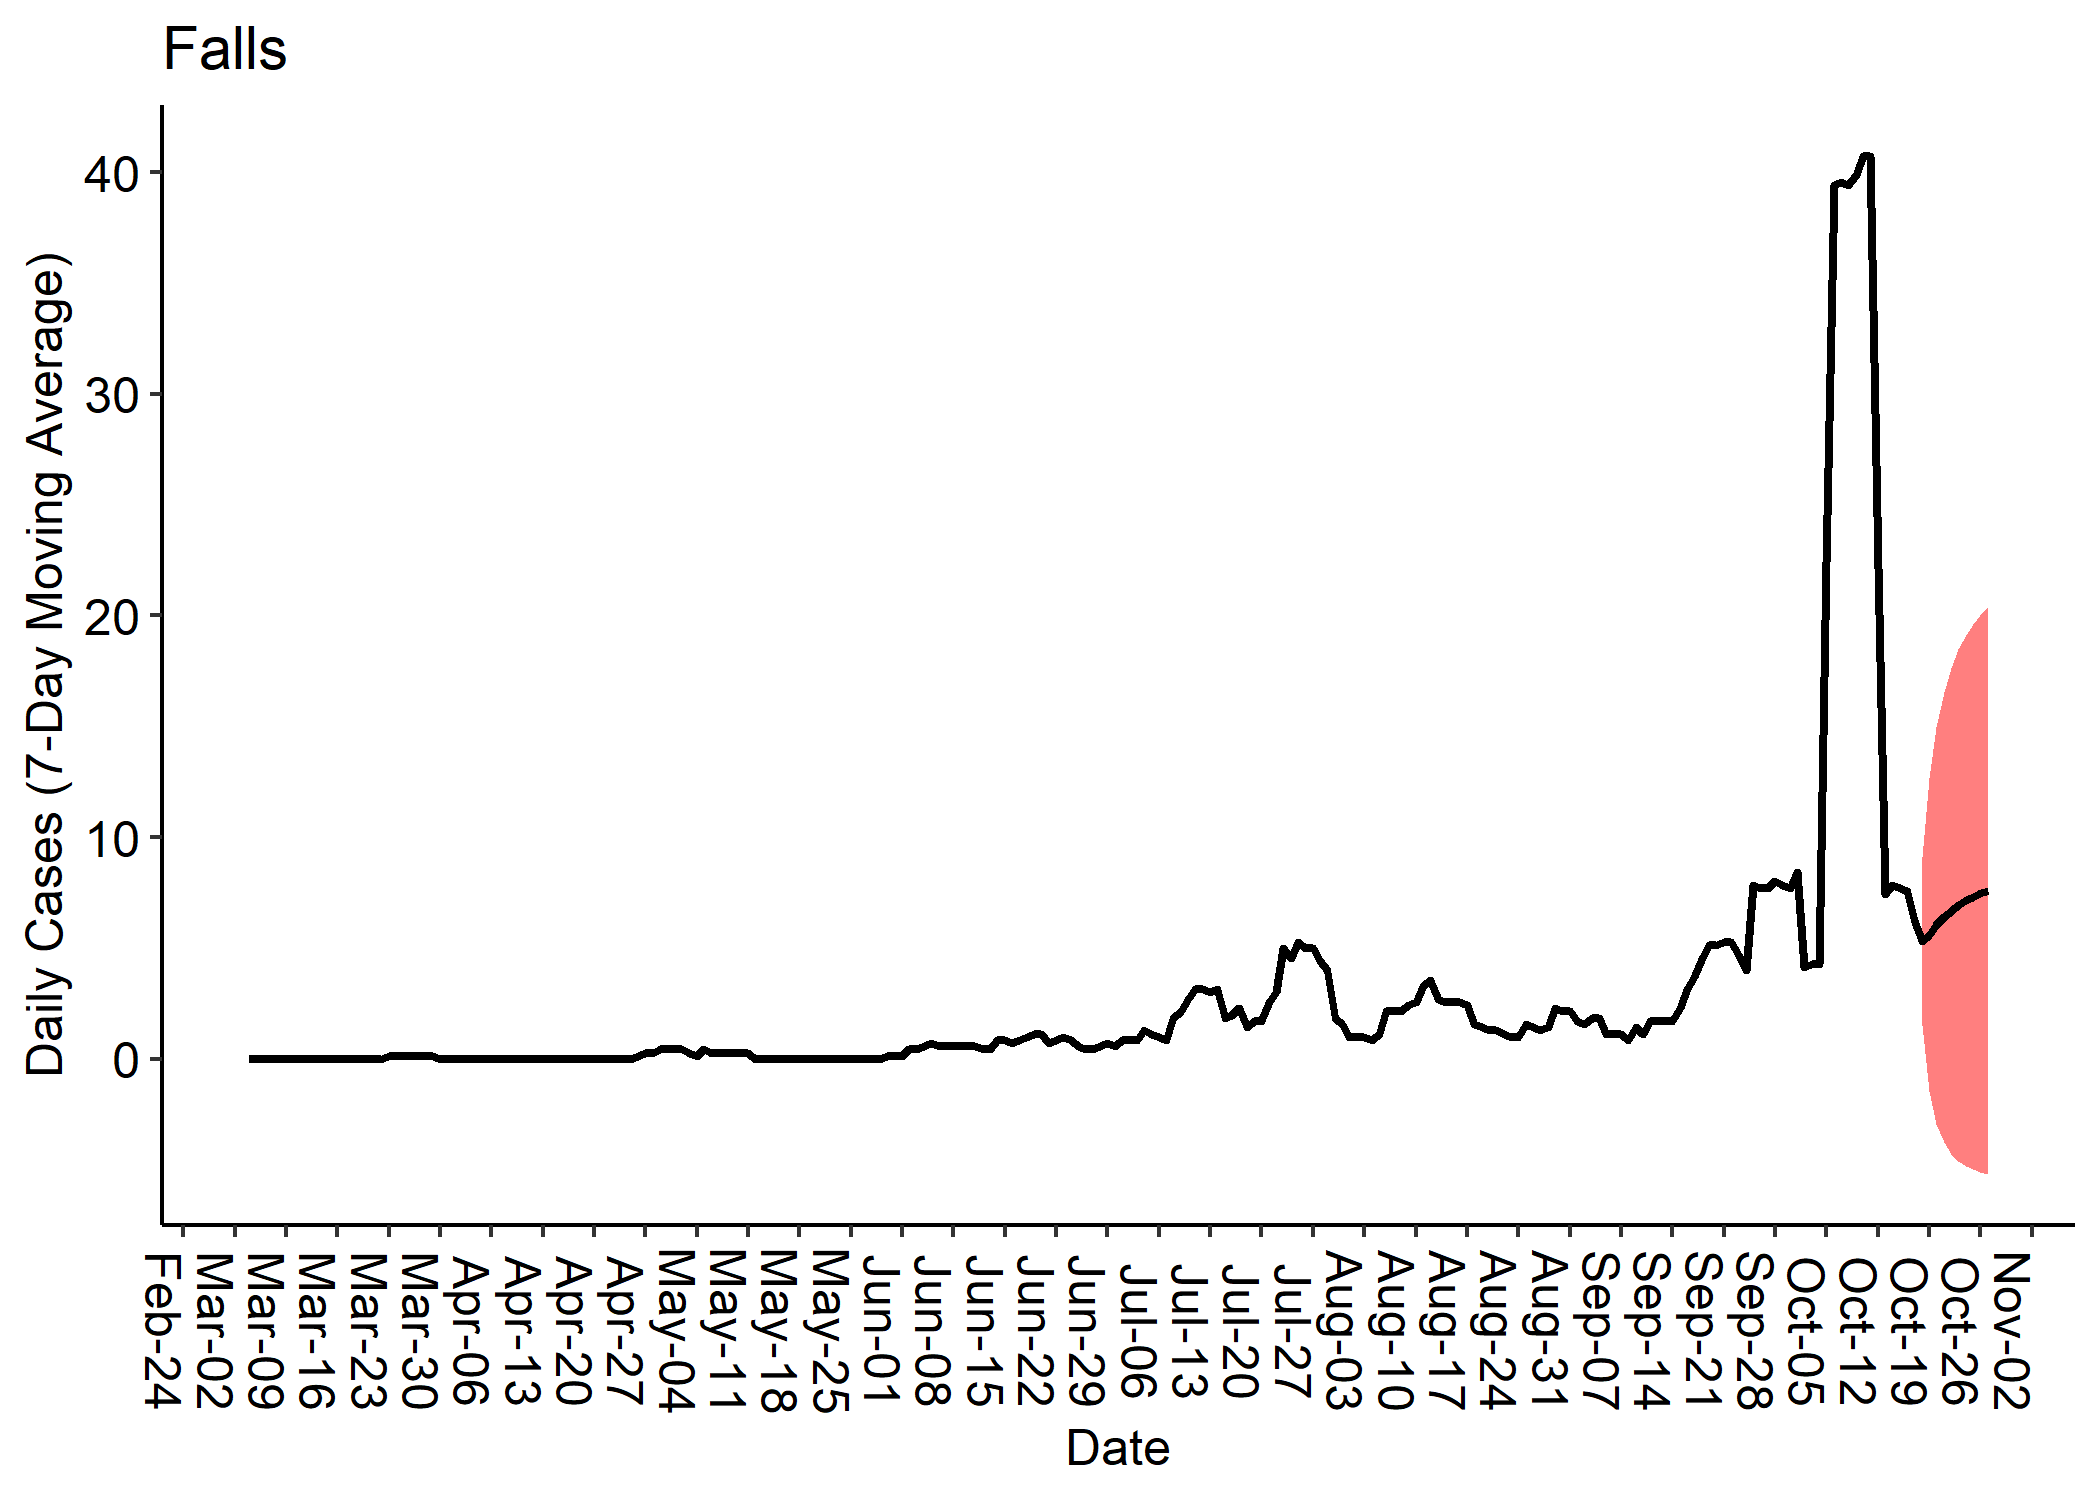 Falls
Daily Cases (7-Day Moving Average)
40
30
20
10
0
Feb-24
Mar-02
Mar-09
Mar-16
Mar-23
Mar-30
Apr-06
Apr-13
Apr-20
Apr-27
May-04
May-11
May-18
May-25
Jun-01
Jun-08
Jun-15
Jun-22
Jun-29
Jul-06
Jul-13
Jul-20
Jul-27
Aug-03
Aug-10
Aug-17
Aug-24
Aug-31
Sep-07
Sep-14
Sep-21
Sep-28
Oct-05
Oct-12
Oct-19
Oct-26
Nov-02
Date